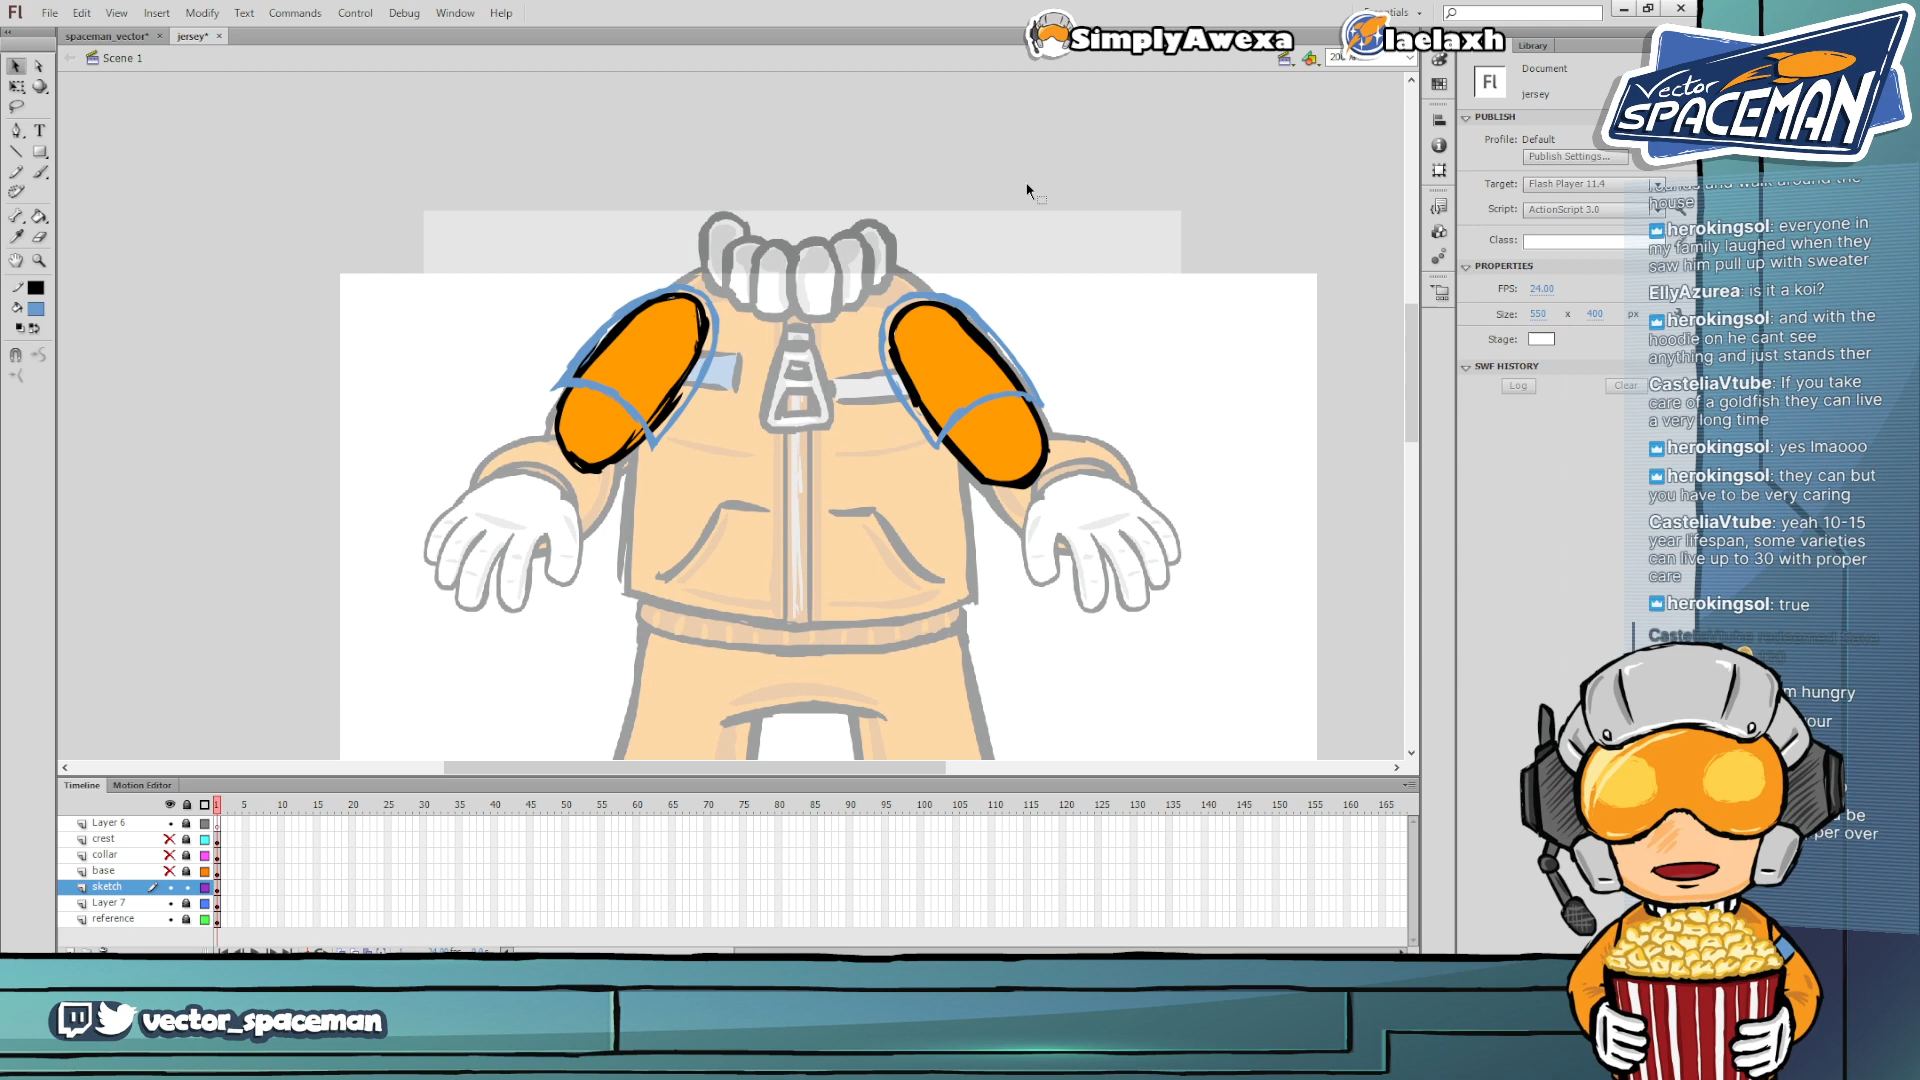 Fl File Edit View Insert Modify Text Commands Control Debug Window Help
spaceman_vector* × jersey* ×
SimplyAwexa laelaxh
Scene 1
Library
Document
Fl
jersey
PUBLISH
Profile: Default
Publish Settings...
Target: Flash Player 11.4
Script: ActionScript 3.0
Class:
PROPERTIES
FPS: 24.00
Size: 550 x 400 px
Stage:
SWF HISTORY
Log Clear
Vector
SPACEMAN
house
herokingsol: everyone in
my family laughed when they
saw him pull up with sweater
EllyAzurea: is it a koi?
herokingsol: and with the
hoodie on he cant see
anything and just stands ther
CasteliaVtube: If you take
care of a goldfish they can live
a very long time
herokingsol: yes lmaooo
herokingsol: they can but
you have to be very caring
CasteliaVtube: yeah 10-15
year lifespan, some varieties
can live up to 30 with proper
care
herokingsol: true
CasteliaVtube redeemed
m hungry
our
be
per over
Timeline Motion Editor
1 5 10 15 20 25 30 35 40 45 50 55 60 65 70 75 80 85 90 95 100 105 110 115 120 125 130 135 140 145 150 155 160 165
Layer 6
crest
collar
base
sketch
Layer 7
reference
vector_spaceman